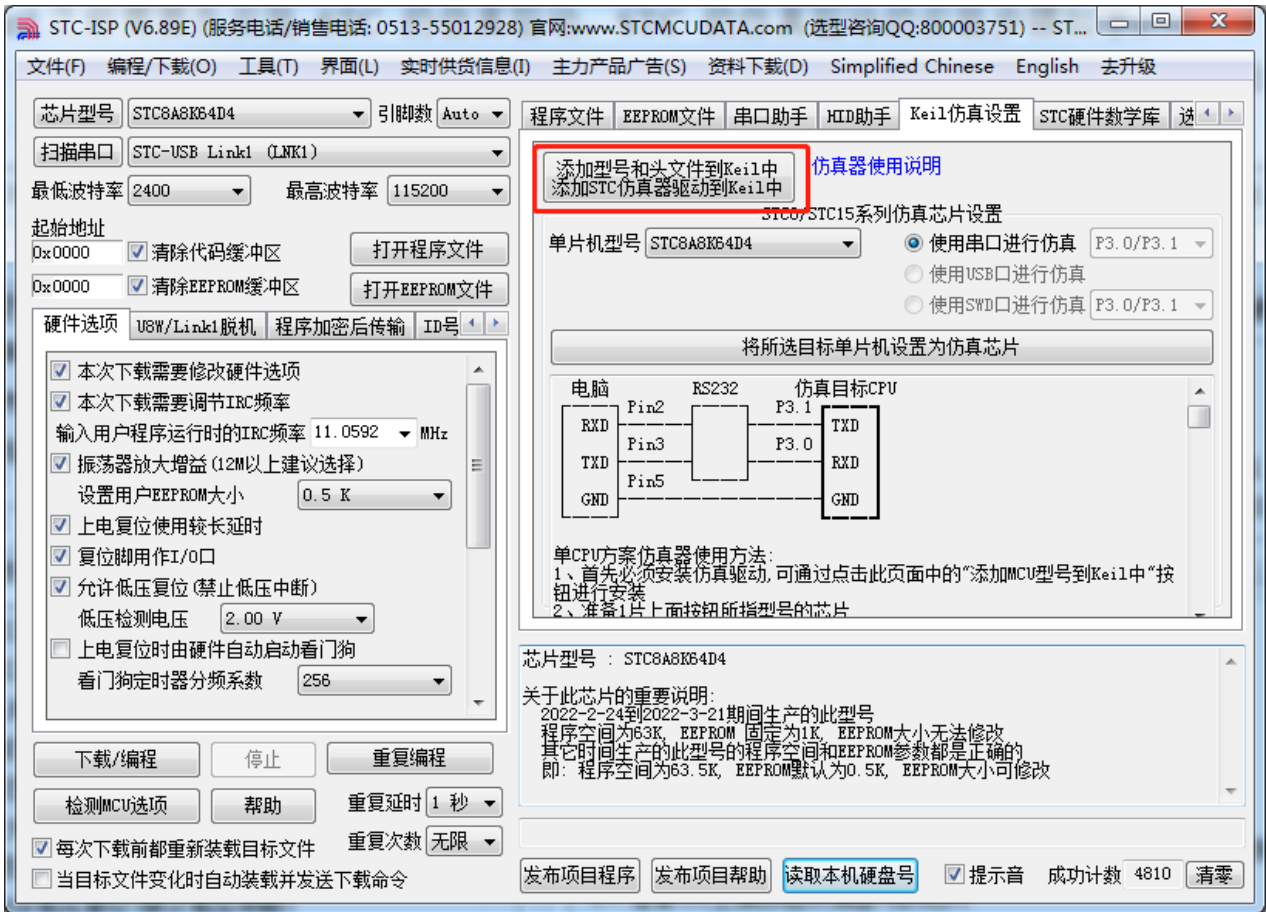 STC-ISP (V6.89E) (服务电话/销售电话: 0513-55012928) 官网:www.STCMCUDATA.com (选型咨询QQ:800003751) -- ST...
文件(F) 编程/下载(O) 工具(T) 界面(L) 实时供货信息(I) 主力产品广告(S) 资料下载(D) Simplified Chinese English 去升级
芯片型号 STC8A8K64D4 引脚数 Auto
扫描串口 STC-USB Link1 (LNK1)
最低波特率 2400 最高波特率 115200
起始地址
0x0000 清除代码缓冲区 打开程序文件
0x0000 清除EEPROM缓冲区 打开EEPROM文件
硬件选项 U8W/Link1脱机 程序加密后传输 ID号
本次下载需要修改硬件选项
本次下载需要调节IRC频率
输入用户程序运行时的IRC频率 11.0592 MHz
振荡器放大增益(12M以上建议选择)
设置用户EEPROM大小 0.5 K
上电复位使用较长延时
复位脚用作I/O口
允许低压复位(禁止低压中断)
低压检测电压 2.00 V
上电复位时由硬件自动启动看门狗
看门狗定时器分频系数 256
下载/编程 停止 重复编程
检测MCU选项 帮助 重复延时 1 秒
重复次数 无限
每次下载前都重新装载目标文件
当目标文件变化时自动装载并发送下载命令
程序文件 EEPROM文件 串口助手 HID助手 Keil仿真设置 STC硬件数学库 选
添加型号和头文件到Keil中
添加STC仿真器驱动到Keil中
仿真器使用说明
STC8/STC15系列仿真芯片设置
单片机型号 STC8A8K64D4 使用串口进行仿真 P3.0/P3.1
使用USB口进行仿真
使用SWD口进行仿真 P3.0/P3.1
将所选目标单片机设置为仿真芯片
电脑 RS232 仿真目标CPU
Pin2 P3.1
RXD TXD
Pin3 P3.0
TXD RXD
Pin5
GND GND
单CPU方案仿真器使用方法:
1、首先必须安装仿真驱动,可通过点击此页面中的"添加MCU型号到Keil中"按
钮进行安装
2、准备1片上面按钮所指型号的芯片
芯片型号 : STC8A8K64D4
关于此芯片的重要说明:
2022-2-24到2022-3-21期间生产的此型号
程序空间为63K, EEPROM 固定为1K, EEPROM大小无法修改
其它时间生产的此型号的程序空间和EEPROM参数都是正确的
即: 程序空间为63.5K, EEPROM默认为0.5K, EEPROM大小可修改
发布项目程序 发布项目帮助 读取本机硬盘号 提示音 成功计数 4810 清零